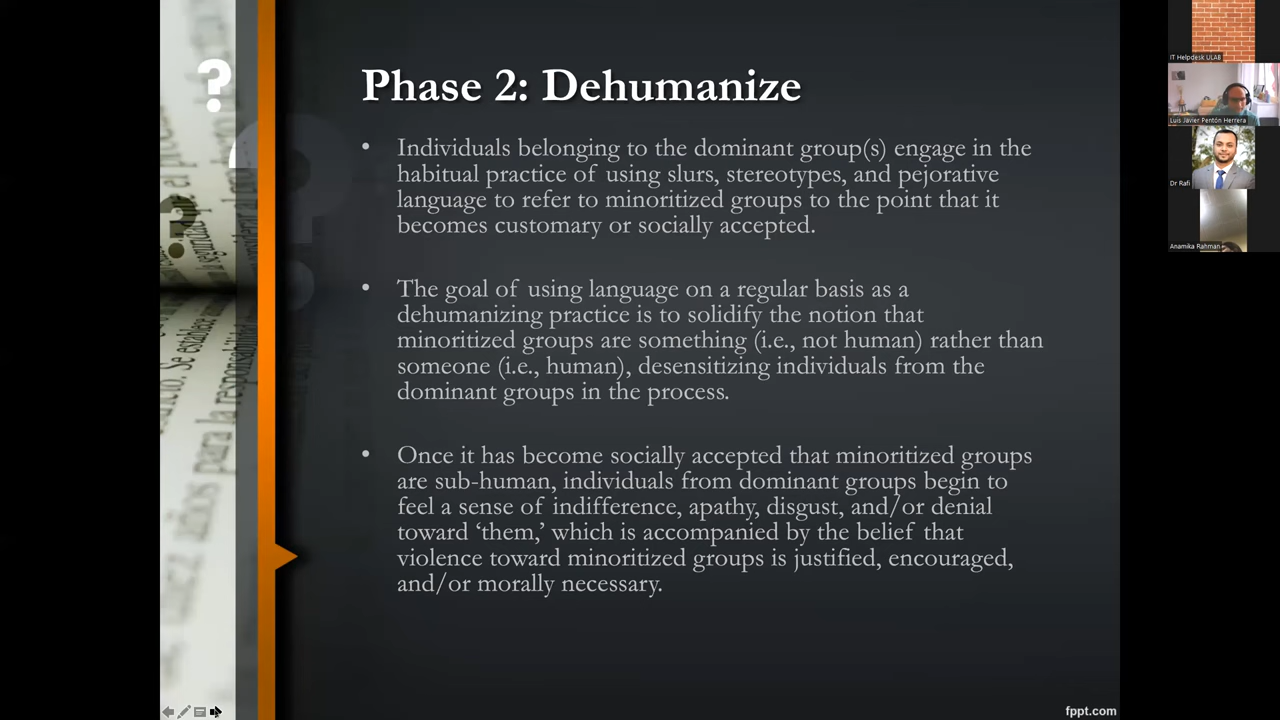 Phase 2: Dehumanize
• Individuals belonging to the dominant group(s) engage in the
habitual practice of using slurs, stereotypes, and pejorative
language to refer to minoritized groups to the point that it
becomes customary or socially accepted.
• The goal of using language on a regular basis as a
dehumanizing practice is to solidify the notion that
minoritized groups are something (i.e., not human) rather than
someone (i.e., human), desensitizing individuals from the
dominant groups in the process.
• Once it has become socially accepted that minoritized groups
are sub-human, individuals from dominant groups begin to
feel a sense of indifference, apathy, disgust, and/or denial
toward ‘them,’ which is accompanied by the belief that
violence toward minoritized groups is justified, encouraged,
and/or morally necessary.
fppt.com
IT Helpdesk ULAB
Luis Javier Pentón Herrera
Dr Rafi
Anamika Rahman
?
?
Se establece
para la responsabilidad